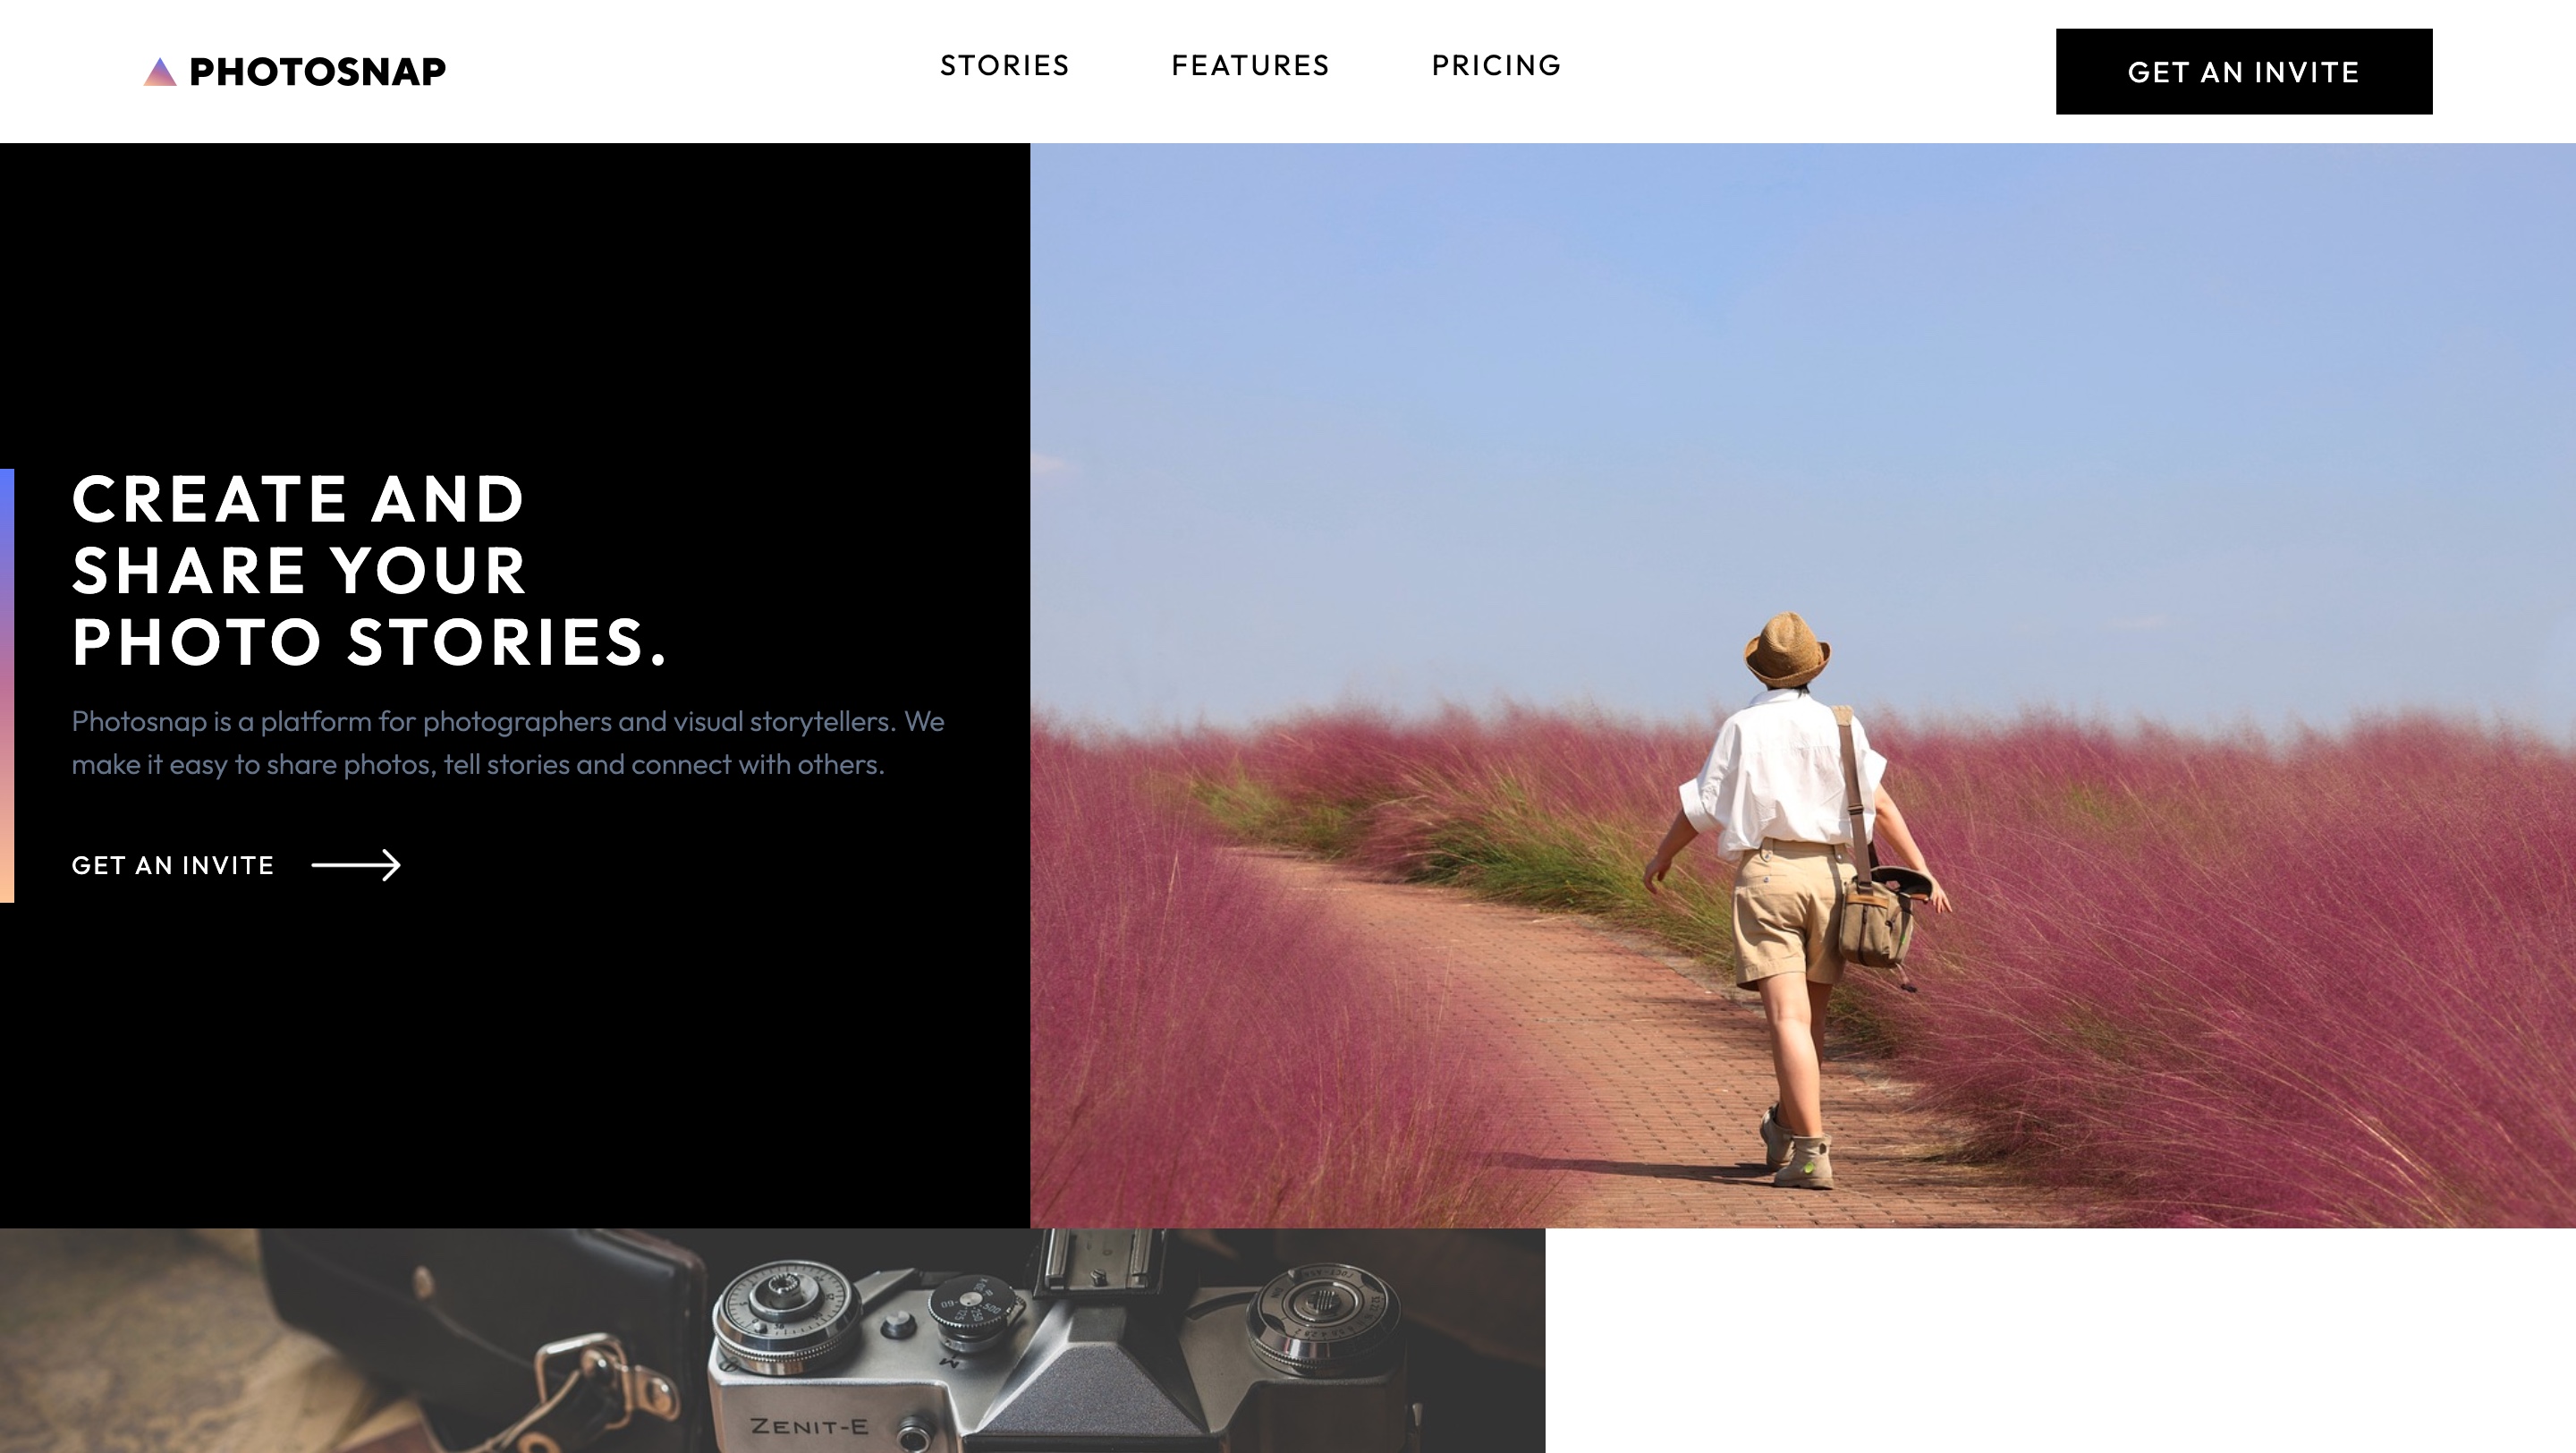 PHOTOSNAP
STORIES
FEATURES
PRICING
GET AN INVITE
CREATE AND
SHARE YOUR
PHOTO STORIES.
Photosnap is a platform for photographers and visual storytellers. We
make it easy to share photos, tell stories and connect with others.
GET AN INVITE
ZENIT-E